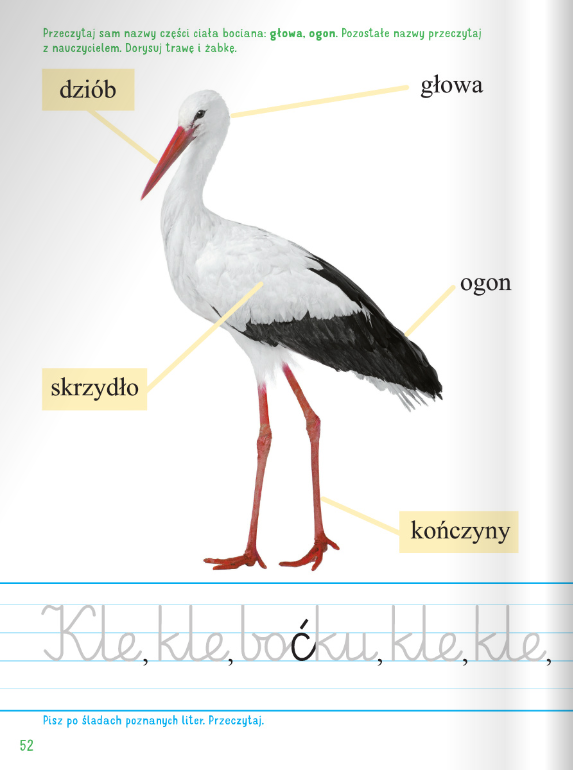 Przeczytaj sam nazwy części ciała bociana: głowa, ogon. Pozostałe nazwy przeczytaj
z nauczycielem. Dorysuj trawę i żabkę.
dziób
głowa
ogon
skrzydło
kończyny
Kle, kle, boćku, kle, kle,
Pisz po śladach poznanych liter. Przeczytaj.
52